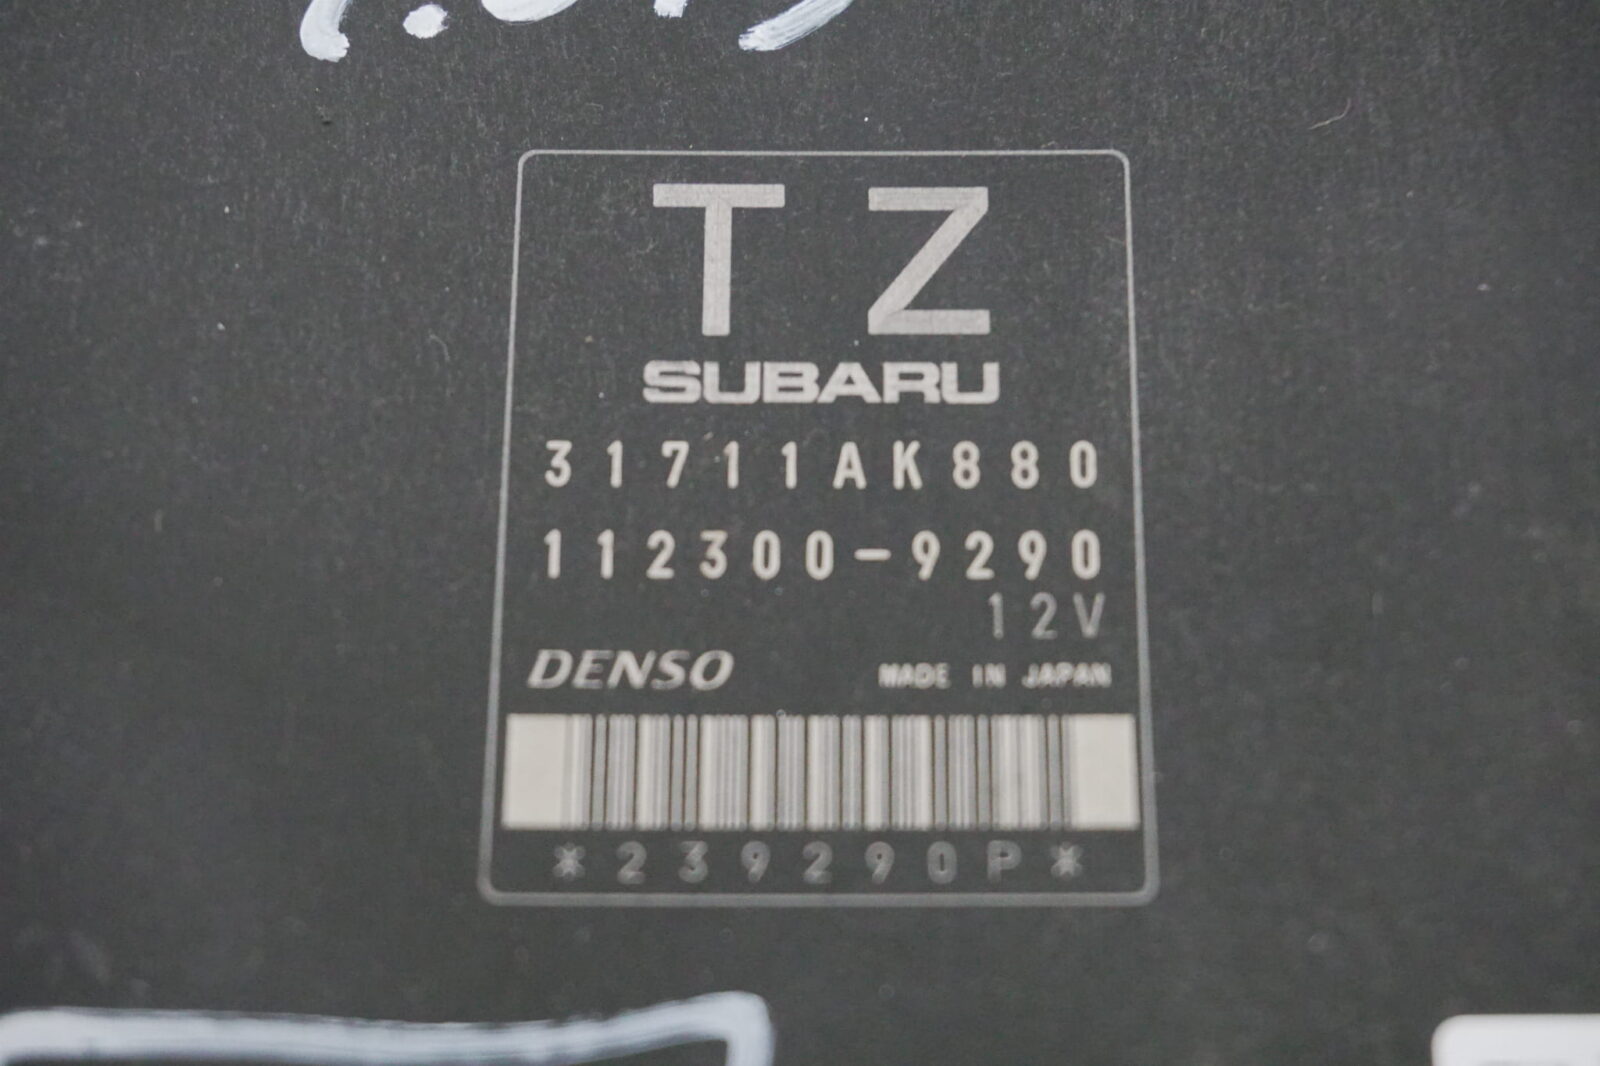 TZ
SUBARU
31711AK880
112300-9290
12V
DENSO MADE IN JAPAN
*239290P*